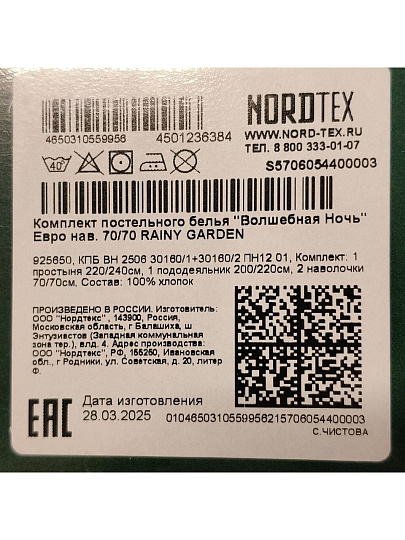 NORDTEX
4650310559956
4501236384
WWW.NORD-TEX.RU
ТЕЛ. 8 800 333-01-07
40
S5706054400003
Комплект постельного белья "Волшебная Ночь"
Евро нав. 70/70 RAINY GARDEN
925650, КПБ ВН 2506 30160/1+30160/2 ПН12 01, Комплект: 1
простыня 220/240см, 1 пододеяльник 200/220см, 2 наволочки
70/70см, Состав: 100% хлопок
ПРОИЗВЕДЕНО В РОССИИ. Изготовитель:
ООО "Нордтекс" , 143900, Россия,
Московская область, г Балашиха, ш
Энтузиастов (Западная коммунальная
зона тер.), влд. 4. Адрес производства:
ООО "Нордтекс", РФ, 155250, Ивановская
обл., г Родники, ул. Советская, д. 20, литер
Ф.
Дата изготовления
28.03.2025
EAC
0104650310559956215706054400003
С.ЧИСТОВА